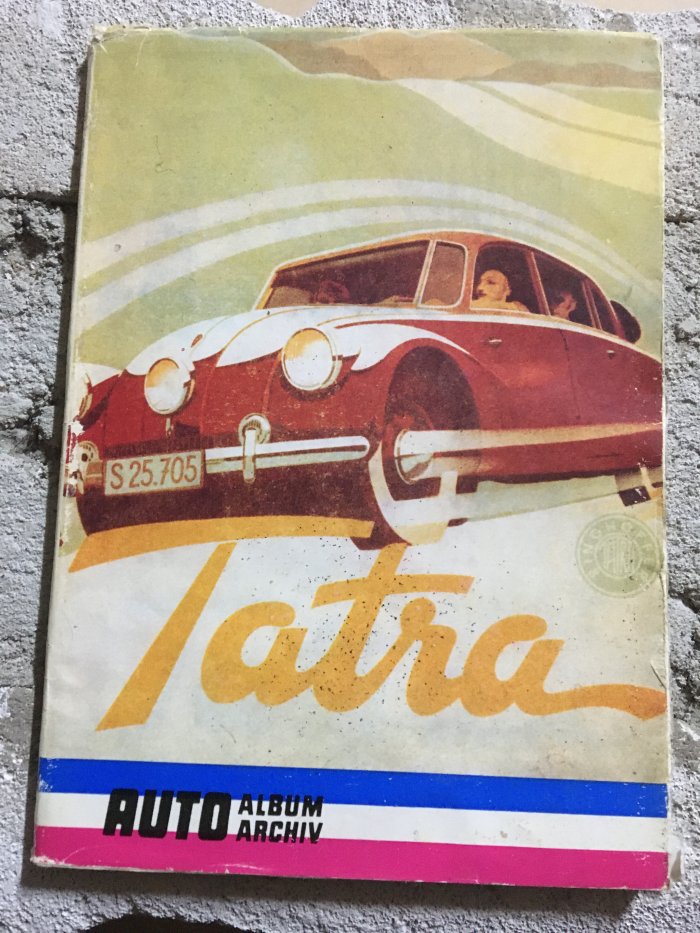 S 25.705
Tatra
AUTO ALBUM
ARCHIV